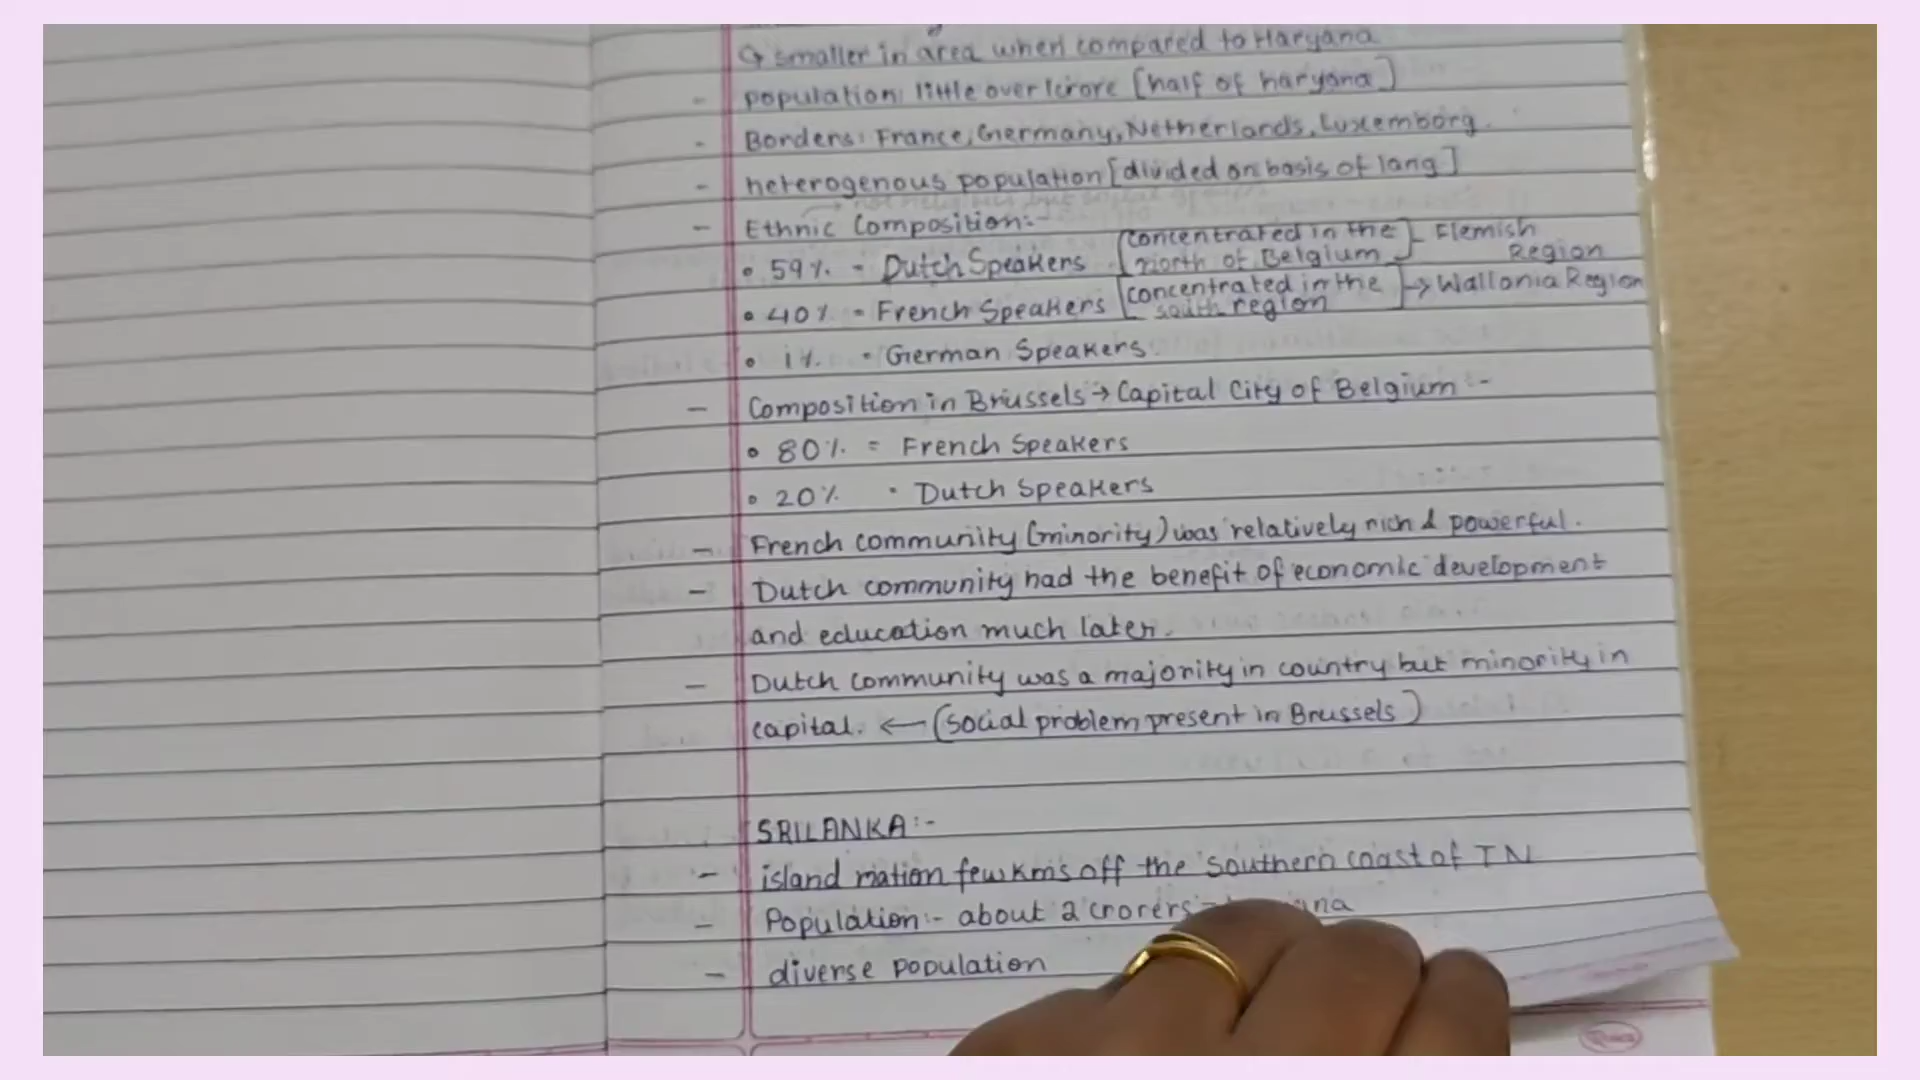 ↳ smaller in area when compared to Haryana
- population: little over 1crore [half of haryana]
- Borders: France, Germany, Netherlands, Luxemborg.
- heterogenous population [divided on basis of lang]
- Ethnic Composition:-
• 59% - Dutch Speakers [concentrated in the north of Belgium] - Flemish Region
• 40% - French Speakers [concentrated in the south region] → Wallonia Region
• 1% - German Speakers.
- Composition in Brussels → Capital City of Belgium :-
• 80% = French Speakers
• 20% - Dutch Speakers
- French community (minority) was relatively rich & powerful.
- Dutch community had the benefit of economic development
and education much later.
- Dutch community was a majority in country but minority in
capital. ← (social problem present in Brussels)
SRILANKA:-
- island nation few kms off the southern coast of TN
- Population:- about 2 crorers
- diverse population